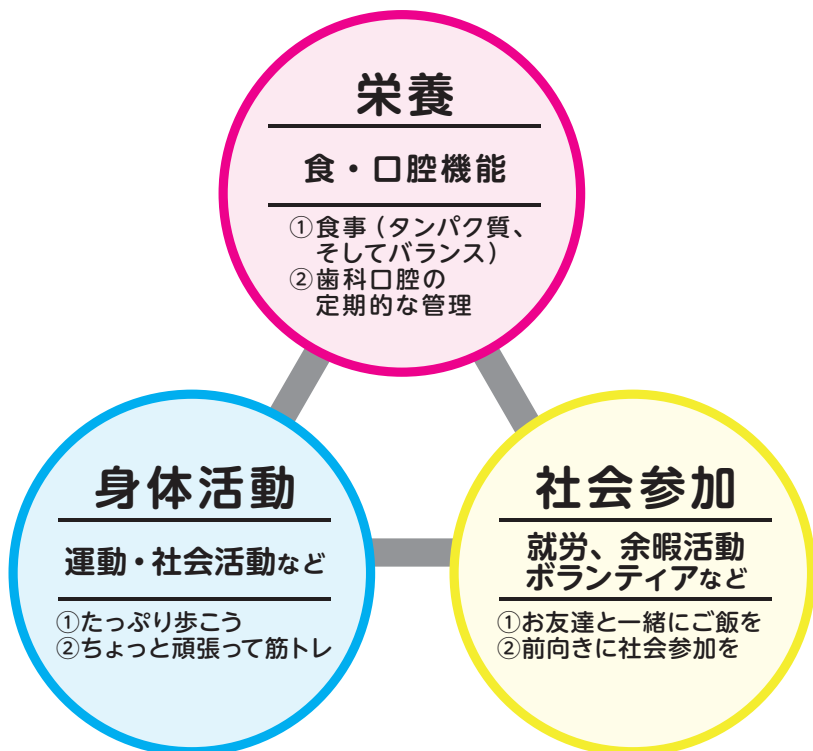 栄養
食・口腔機能
①食事（タンパク質、
そしてバランス）
②歯科口腔の
定期的な管理
身体活動
運動・社会活動など
①たっぷり歩こう
②ちょっと頑張って筋トレ
社会参加
就労、余暇活動
ボランティアなど
①お友達と一緒にご飯を
②前向きに社会参加を